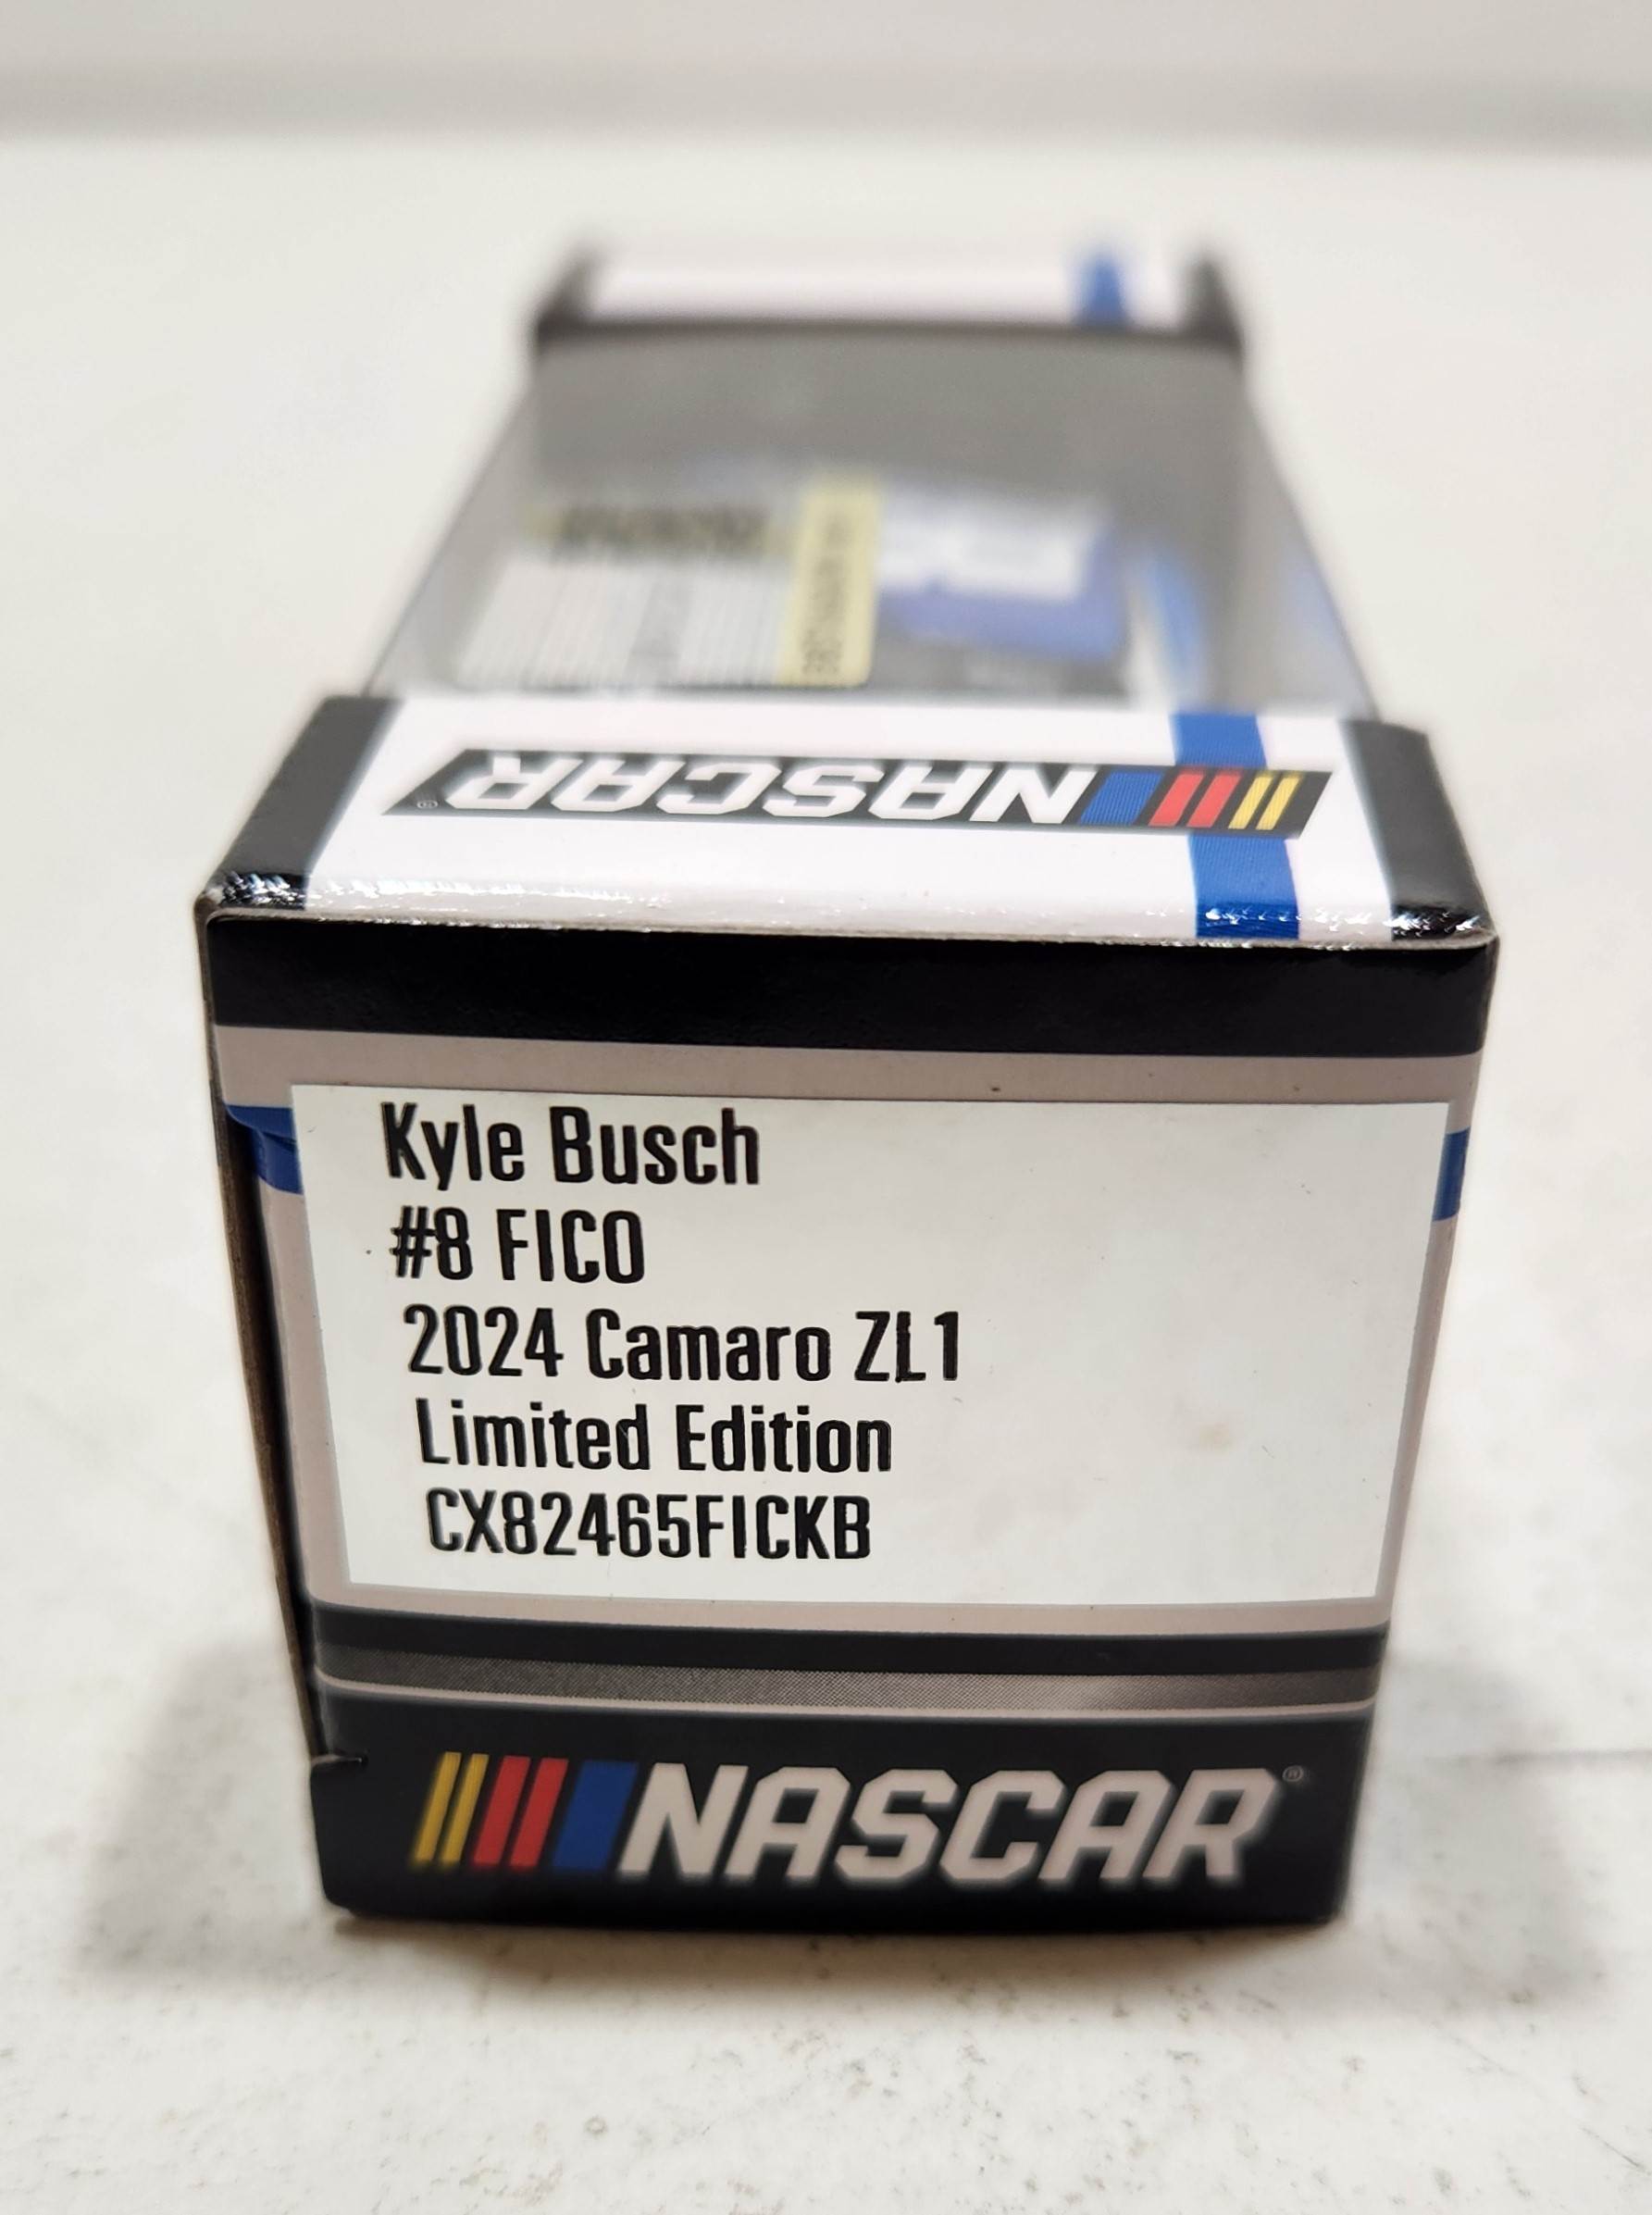 NASCAR
Kyle Busch
#8 FICO
2024 Camaro ZL1
Limited Edition
CX82465FICKB
NASCAR®